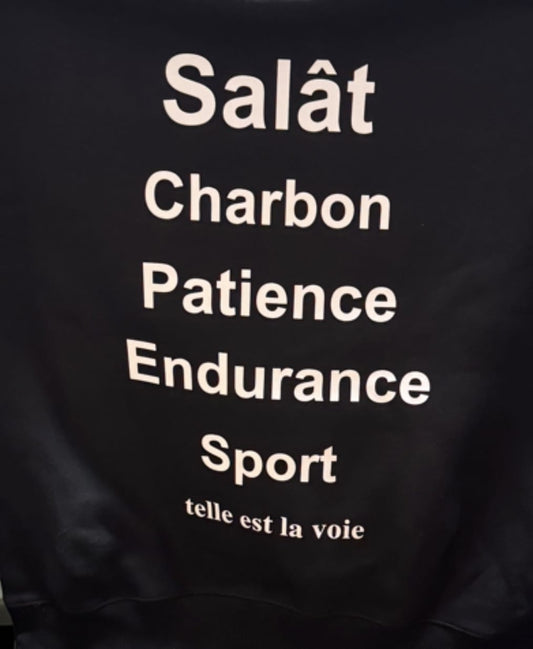 Salât
Charbon
Patience
Endurance
Sport
telle est la voie